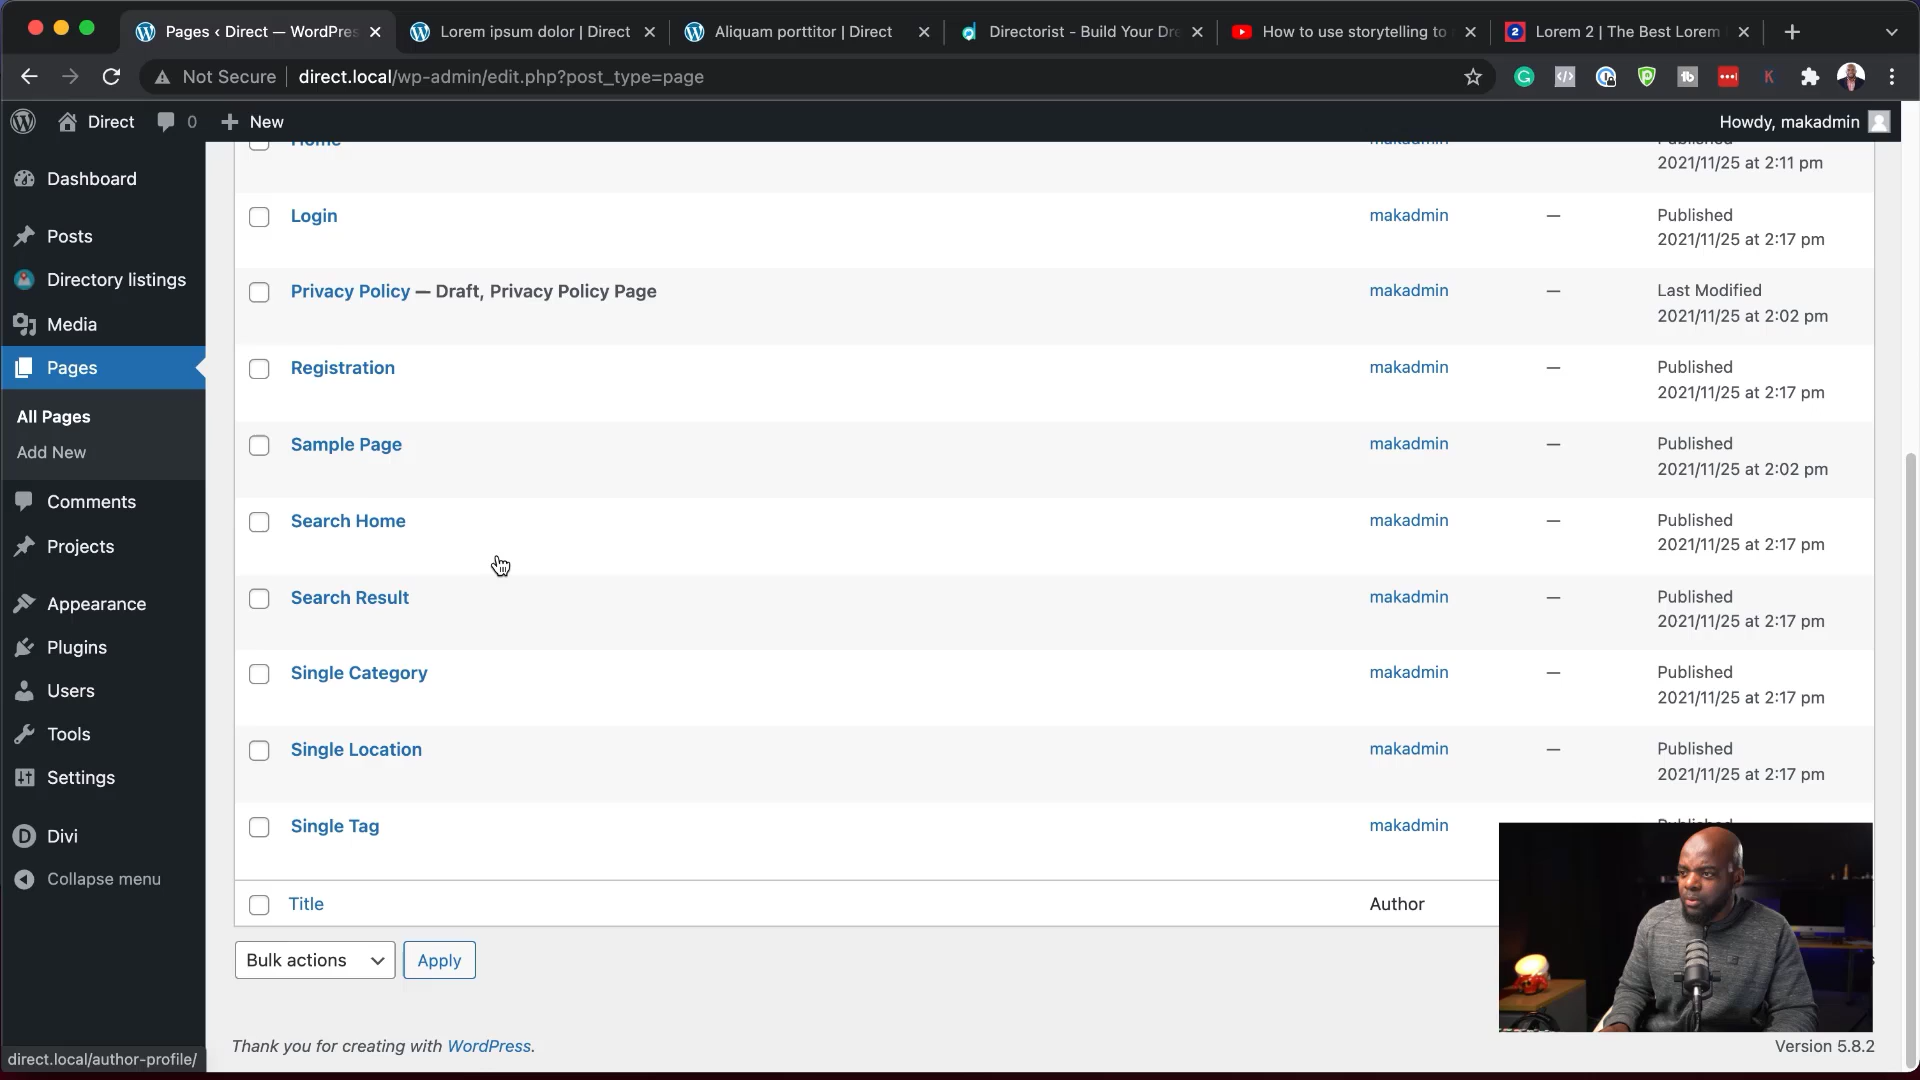 Pages ‹ Direct — WordPres
Lorem ipsum dolor | Direct
Aliquam porttitor | Direct
Directorist - Build Your Dre
How to use storytelling to
Lorem 2 | The Best Lorem
Not Secure
direct.local/wp-admin/edit.php?post_type=page
Direct
0
New
Howdy, makadmin
Dashboard
Posts
Directory listings
Media
Pages
All Pages
Add New
Comments
Projects
Appearance
Plugins
Users
Tools
Settings
Divi
Collapse menu
Home
makadmin
Published
2021/11/25 at 2:11 pm
Login
makadmin
—
Published
2021/11/25 at 2:17 pm
Privacy Policy — Draft, Privacy Policy Page
makadmin
—
Last Modified
2021/11/25 at 2:02 pm
Registration
makadmin
—
Published
2021/11/25 at 2:17 pm
Sample Page
makadmin
—
Published
2021/11/25 at 2:02 pm
Search Home
makadmin
—
Published
2021/11/25 at 2:17 pm
Search Result
makadmin
—
Published
2021/11/25 at 2:17 pm
Single Category
makadmin
—
Published
2021/11/25 at 2:17 pm
Single Location
makadmin
—
Published
2021/11/25 at 2:17 pm
Single Tag
makadmin
Published
Title
Author
Bulk actions
Apply
Thank you for creating with WordPress.
Version 5.8.2
direct.local/author-profile/